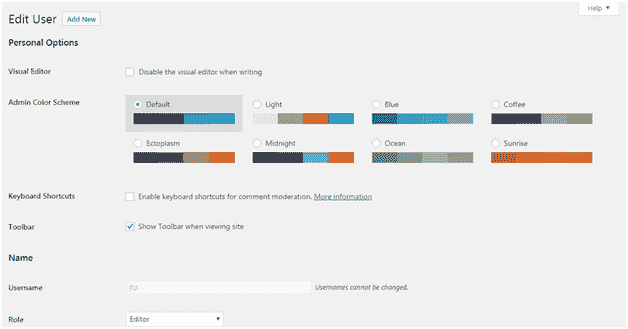 Help
Edit User Add New
Personal Options
Visual Editor Disable the visual editor when writing
Admin Color Scheme Default Light Blue Coffee
Ectoplasm Midnight Ocean Sunrise
Keyboard Shortcuts Enable keyboard shortcuts for comment moderation. More information
Toolbar Show Toolbar when viewing site
Name
Username jtp Usernames cannot be changed.
Role Editor